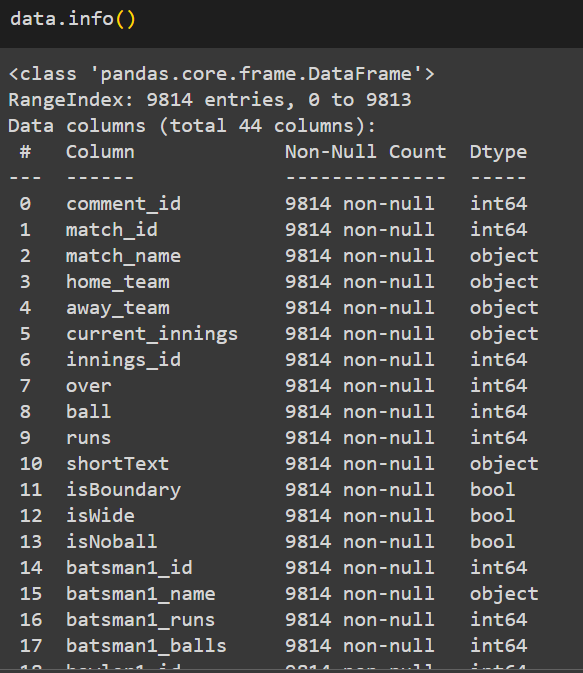 data.info()
<class 'pandas.core.frame.DataFrame'>
RangeIndex: 9814 entries, 0 to 9813
Data columns (total 44 columns):
 #   Column             Non-Null Count  Dtype
---  ------             --------------  -----
 0   comment_id         9814 non-null   int64
 1   match_id           9814 non-null   int64
 2   match_name         9814 non-null   object
 3   home_team          9814 non-null   object
 4   away_team          9814 non-null   object
 5   current_innings    9814 non-null   object
 6   innings_id         9814 non-null   int64
 7   over               9814 non-null   int64
 8   ball               9814 non-null   int64
 9   runs               9814 non-null   int64
 10  shortText          9814 non-null   object
 11  isBoundary         9814 non-null   bool
 12  isWide             9814 non-null   bool
 13  isNoball           9814 non-null   bool
 14  batsman1_id        9814 non-null   int64
 15  batsman1_name      9814 non-null   object
 16  batsman1_runs      9814 non-null   int64
 17  batsman1_balls     9814 non-null   int64